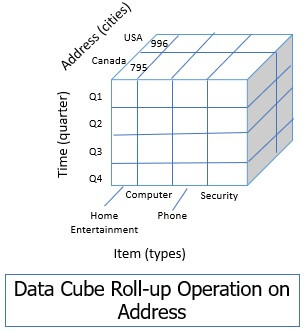 Address (cities)
USA
996
Canada
795
Time (quarter)
Q1
Q2
Q3
Q4
Computer
Security
Home
Entertainment
Phone
Item (types)
Data Cube Roll-up Operation on
Address